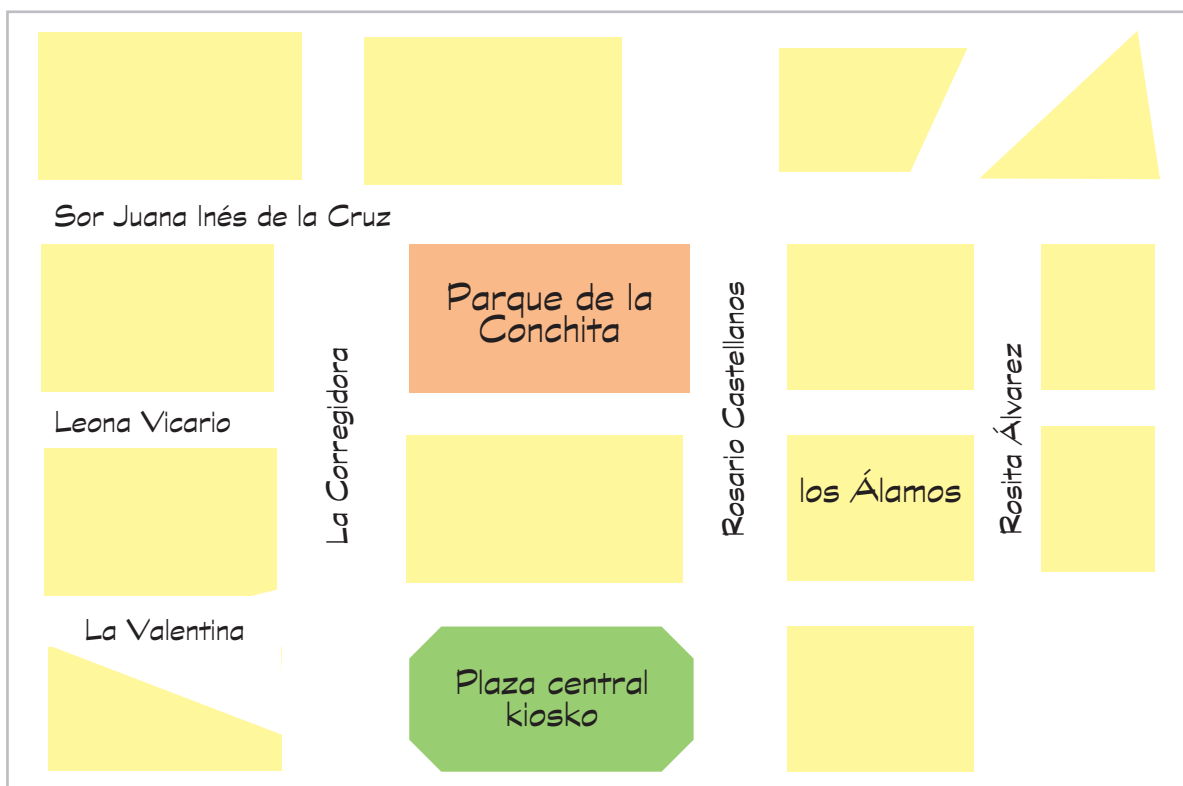 Sor Juana Inés de la Cruz
Parque de la
Conchita
Rosario Castellanos
La Corregidora
Rosita Álvarez
Leona Vicario
los Álamos
La Valentina
Plaza central
kiosko